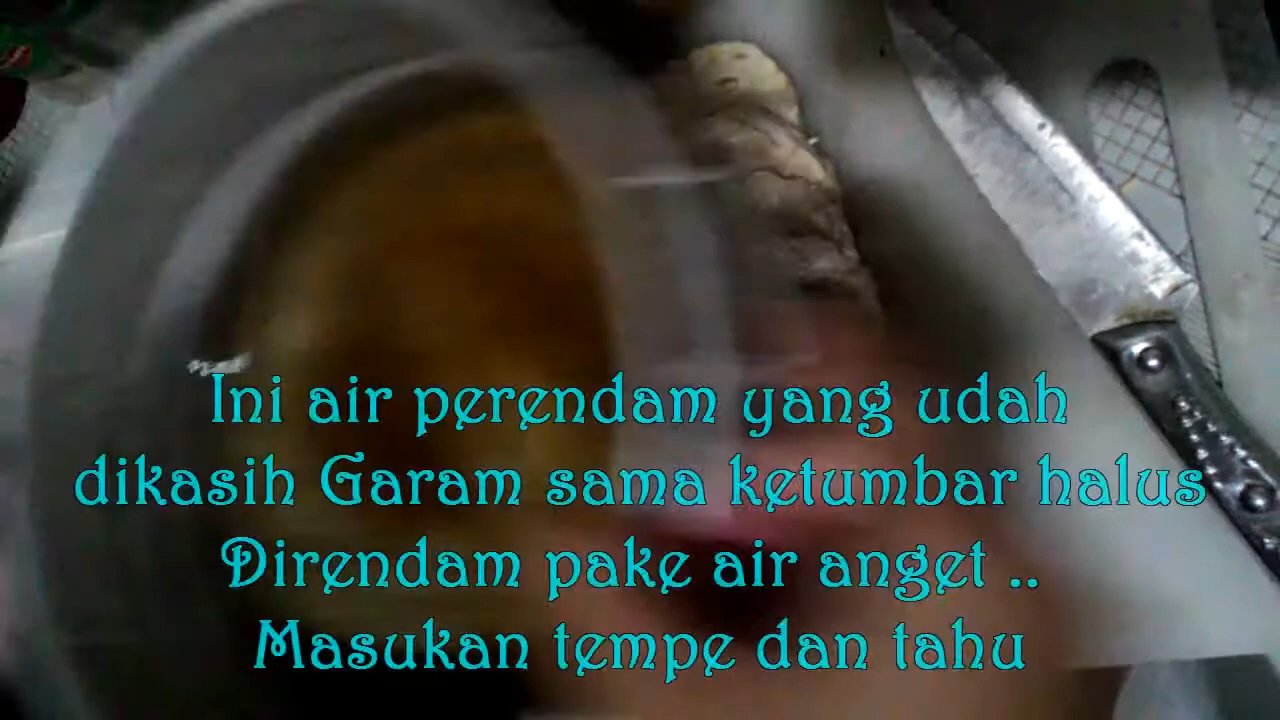 Ini air perendam yang udah
dikasih Garam sama ketumbar halus
Direndam pake air anget ..
Masukan tempe dan tahu